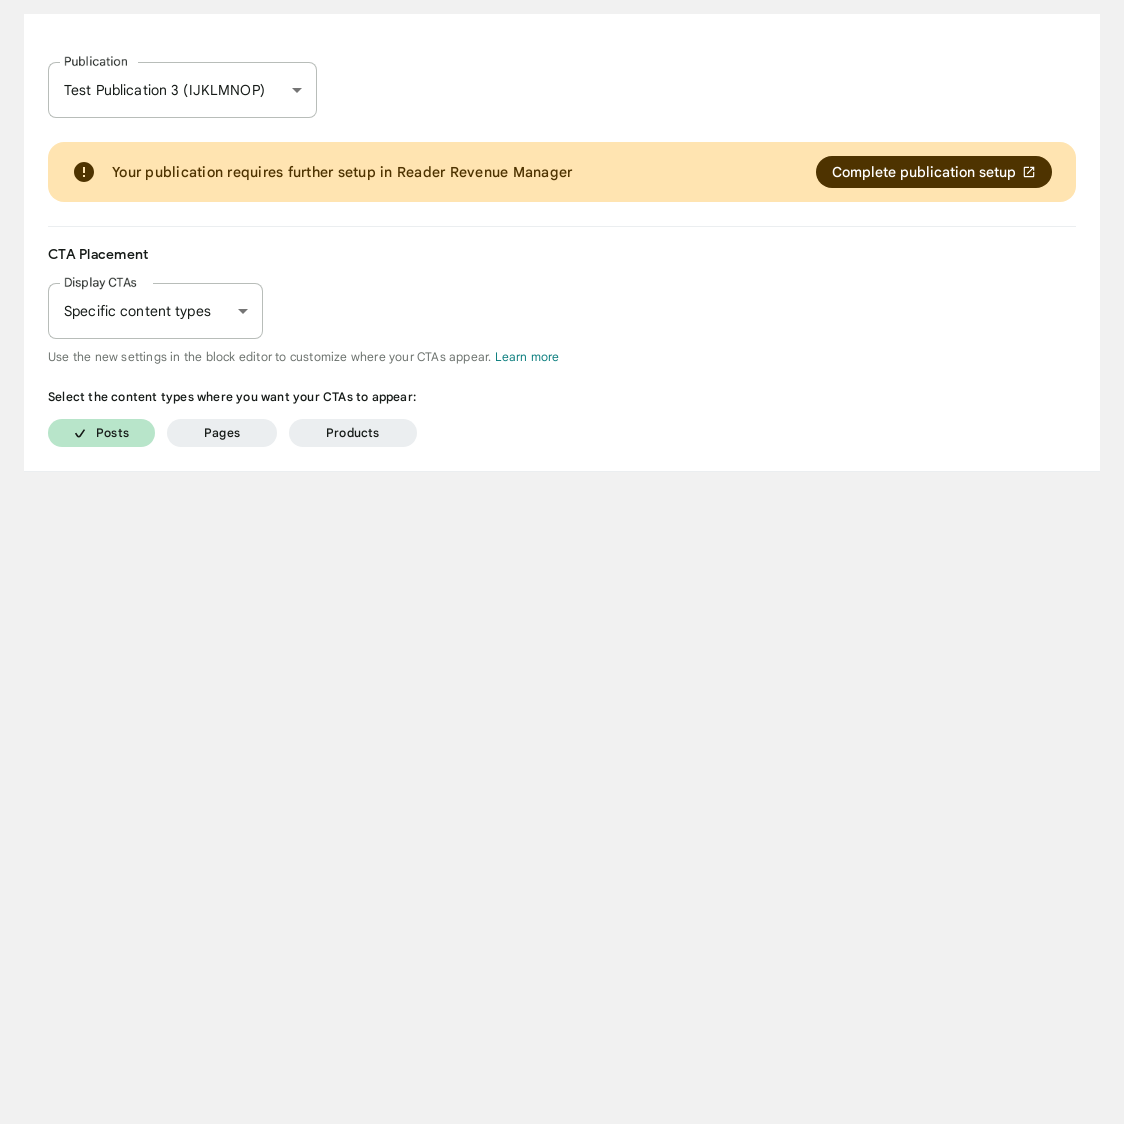 Publication
Test Publication 3 (IJKLMNOP)
Your publication requires further setup in Reader Revenue Manager
Complete publication setup
CTA Placement
Display CTAs
Specific content types
Use the new settings in the block editor to customize where your CTAs appear. Learn more
Select the content types where you want your CTAs to appear:
Posts
Pages
Products